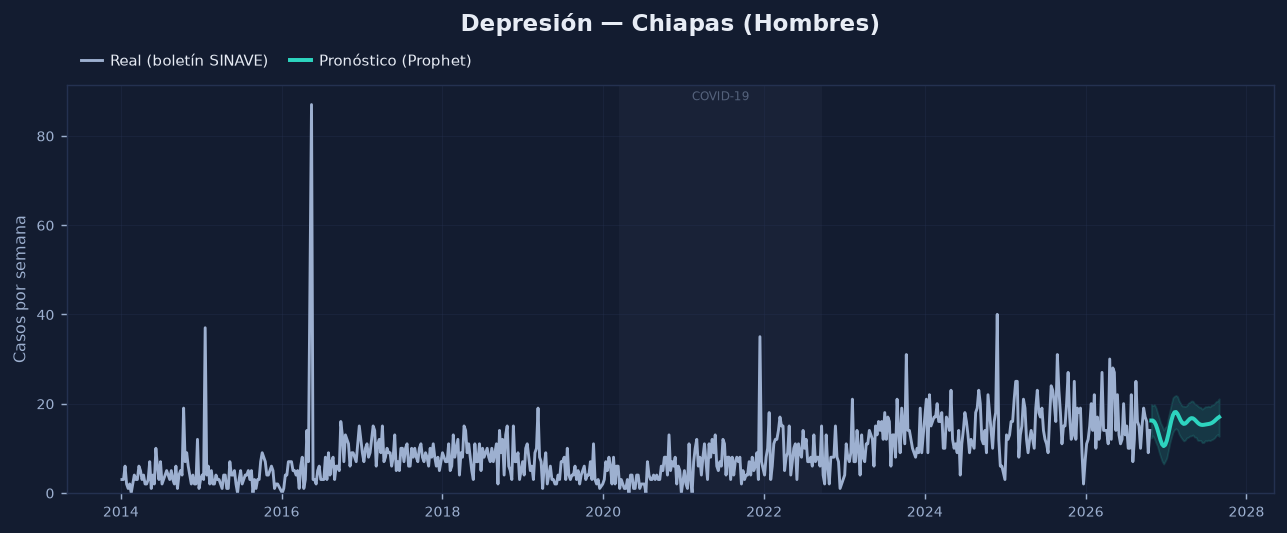 Depresión — Chiapas (Hombres)
Real (boletín SINAVE)
Pronóstico (Prophet)
COVID-19
Casos por semana
80
60
40
20
0
2014
2016
2018
2020
2022
2024
2026
2028